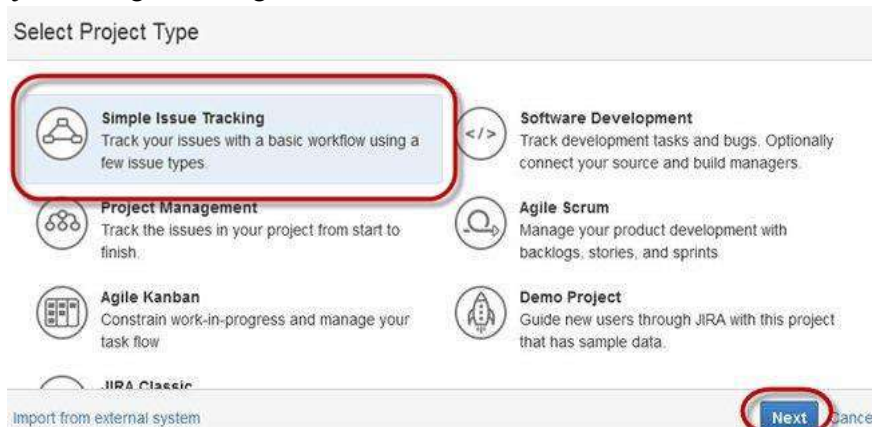 Select Project Type
Simple Issue Tracking
Track your issues with a basic workflow using a
few issue types.
Software Development
Track development tasks and bugs. Optionally
connect your source and build managers.
Project Management
Track the issues in your project from start to
finish.
Agile Scrum
Manage your product development with
backlogs, stories, and sprints
Agile Kanban
Constrain work-in-progress and manage your
task flow
Demo Project
Guide new users through JIRA with this project
that has sample data.
JIRA Classic
Import from external system
Next
Cance